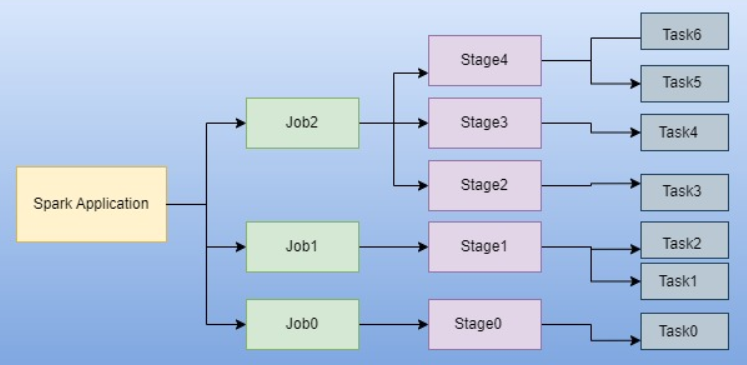 Spark Application
Job2
Job1
Job0
Stage4
Stage3
Stage2
Stage1
Stage0
Task6
Task5
Task4
Task3
Task2
Task1
Task0